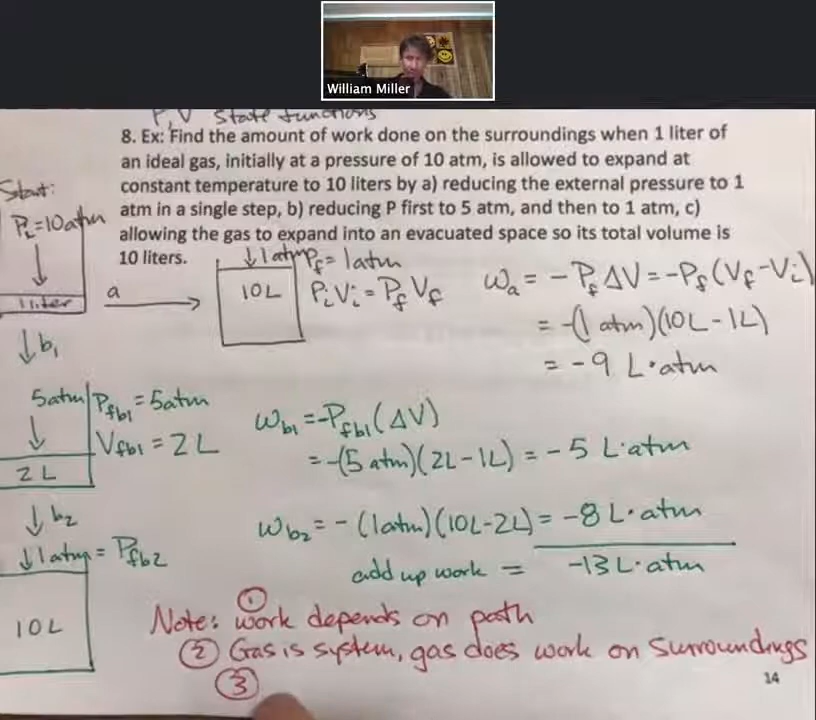 William Miller
P, V State functions
8. Ex: Find the amount of work done on the surroundings when 1 liter of
an ideal gas, initially at a pressure of 10 atm, is allowed to expand at
constant temperature to 10 liters by a) reducing the external pressure to 1
atm in a single step, b) reducing P first to 5 atm, and then to 1 atm, c)
allowing the gas to expand into an evacuated space so its total volume is
10 liters.
Start:
Pi=10atm
1 liter
a
↓1atm Pf=1atm
10L
PiVi=PfVf
wa = -PfΔV = -Pf(Vf-Vi)
= -(1 atm)(10L-1L)
= -9 L·atm
↓b1
5atm
Pfb1=5atm
Vfb1=2L
2L
wb1=-Pfb1(ΔV)
=-(5 atm)(2L-1L) = -5 L·atm
↓b2
wb2=-(1atm)(10L-2L)=-8L·atm
↓1atm=Pfb2
10L
add up work = -13L·atm
Note: ① work depends on path
② Gas is system, gas does work on surroundings
③
14